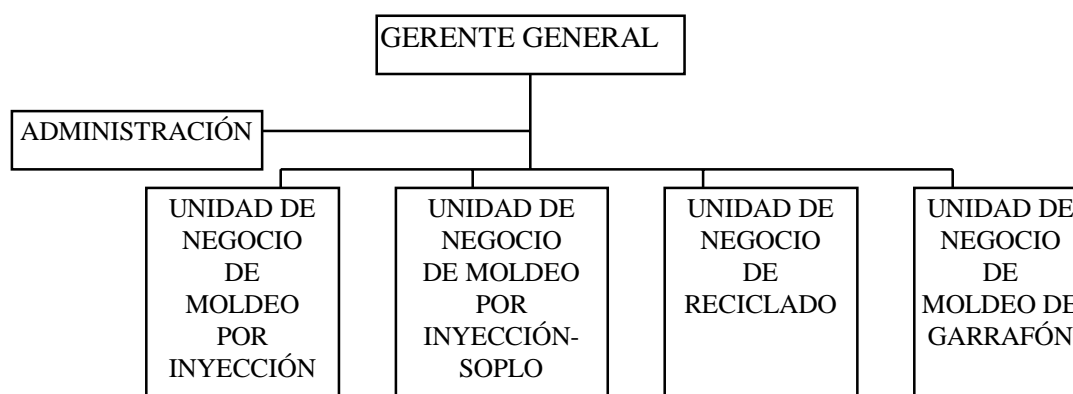 GERENTE GENERAL
ADMINISTRACIÓN
UNIDAD DE
NEGOCIO
DE
MOLDEO
POR
INYECCIÓN
UNIDAD DE
NEGOCIO
DE MOLDEO
POR
INYECCIÓN-
SOPLO
UNIDAD DE
NEGOCIO
DE
RECICLADO
UNIDAD DE
NEGOCIO
DE
MOLDEO DE
GARRAFÓN